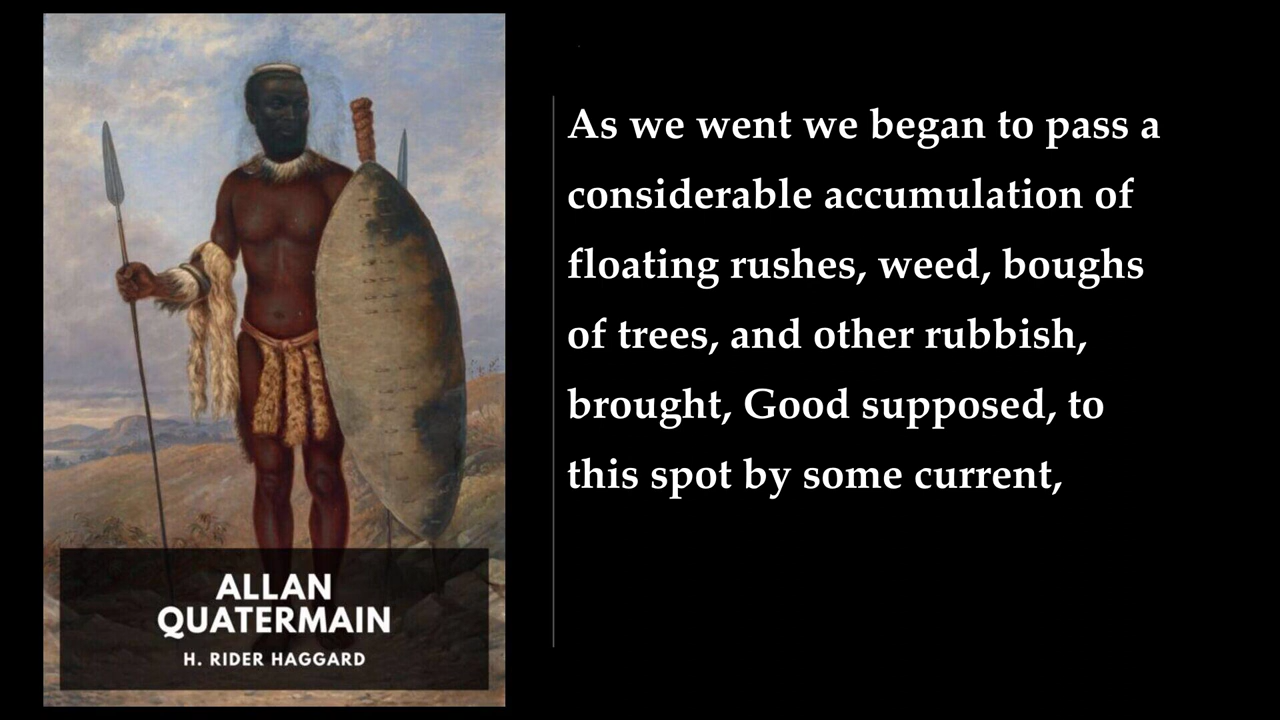 ALLAN
QUATERMAIN
H. RIDER HAGGARD
As we went we began to pass a
considerable accumulation of
floating rushes, weed, boughs
of trees, and other rubbish,
brought, Good supposed, to
this spot by some current,